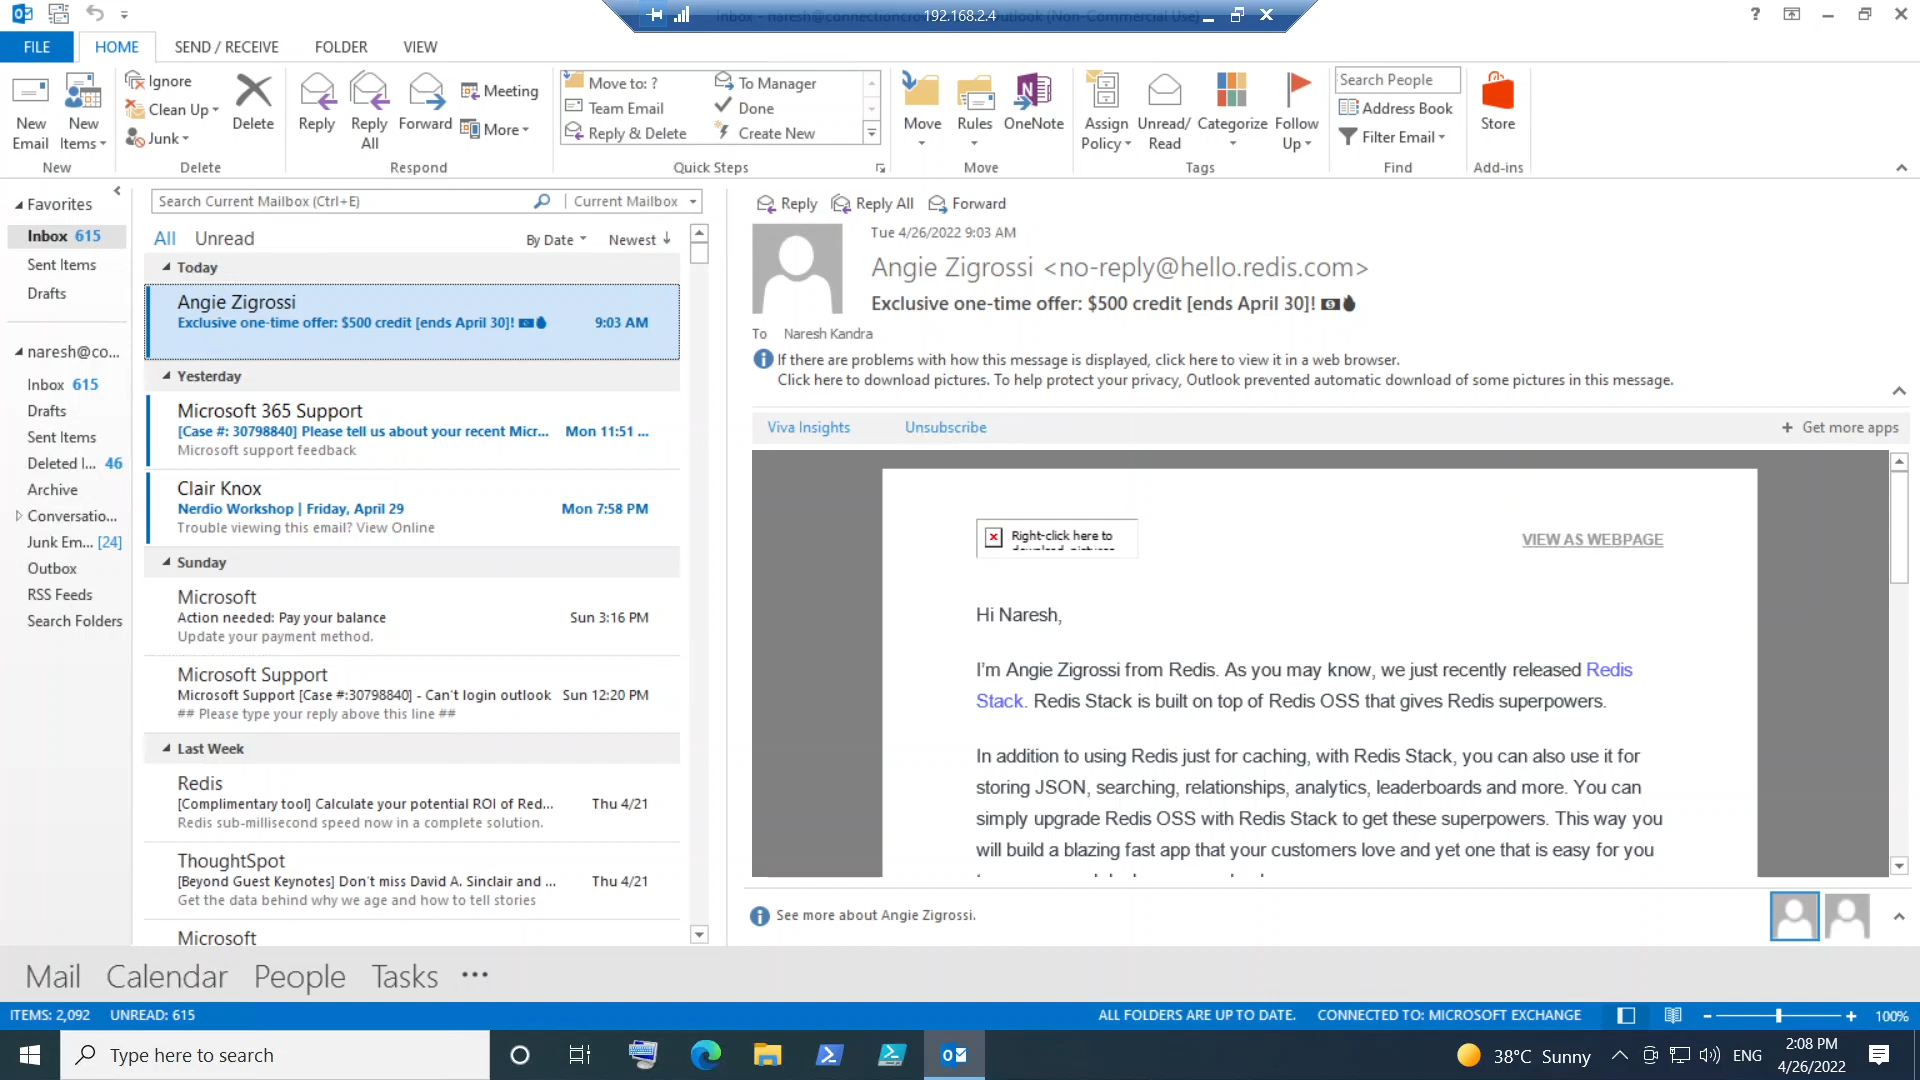 Inbox - naresh@connectioncro
192.168.2.4
utlook (Non-Commercial Use)
FILE
HOME
SEND / RECEIVE
FOLDER
VIEW
New Email
New Items
Ignore
Clean Up
Junk
Delete
Reply
Reply All
Forward
Meeting
More
Move to: ?
Team Email
Reply & Delete
To Manager
Done
Create New
Move
Rules
OneNote
Assign Policy
Unread/ Read
Categorize
Follow Up
Search People
Address Book
Filter Email
Store
New
Delete
Respond
Quick Steps
Move
Tags
Find
Add-ins
Favorites
Inbox 615
Sent Items
Drafts
naresh@co...
Inbox 615
Drafts
Sent Items
Deleted I... 46
Archive
Conversatio...
Junk Em... [24]
Outbox
RSS Feeds
Search Folders
Search Current Mailbox (Ctrl+E)
Current Mailbox
All Unread
By Date
Newest
Today
Angie Zigrossi
Exclusive one-time offer: $500 credit [ends April 30]! 9:03 AM
Yesterday
Microsoft 365 Support
[Case #: 30798840] Please tell us about your recent Micr... Mon 11:51 ...
Microsoft support feedback
Clair Knox
Nerdio Workshop | Friday, April 29 Mon 7:58 PM
Trouble viewing this email? View Online
Sunday
Microsoft
Action needed: Pay your balance Sun 3:16 PM
Update your payment method.
Microsoft Support
Microsoft Support [Case #:30798840] - Can't login outlook Sun 12:20 PM
## Please type your reply above this line ##
Last Week
Redis
[Complimentary tool] Calculate your potential ROI of Red... Thu 4/21
Redis sub-millisecond speed now in a complete solution.
ThoughtSpot
[Beyond Guest Keynotes] Don't miss David A. Sinclair and ... Thu 4/21
Get the data behind why we age and how to tell stories
Microsoft
Reply
Reply All
Forward
Tue 4/26/2022 9:03 AM
Angie Zigrossi <no-reply@hello.redis.com>
Exclusive one-time offer: $500 credit [ends April 30]!
To Naresh Kandra
If there are problems with how this message is displayed, click here to view it in a web browser.
Click here to download pictures. To help protect your privacy, Outlook prevented automatic download of some pictures in this message.
Viva Insights
Unsubscribe
+ Get more apps
Right-click here to
download pictures
VIEW AS WEBPAGE
Hi Naresh,
I'm Angie Zigrossi from Redis. As you may know, we just recently released Redis
Stack. Redis Stack is built on top of Redis OSS that gives Redis superpowers.
In addition to using Redis just for caching, with Redis Stack, you can also use it for
storing JSON, searching, relationships, analytics, leaderboards and more. You can
simply upgrade Redis OSS with Redis Stack to get these superpowers. This way you
will build a blazing fast app that your customers love and yet one that is easy for you
See more about Angie Zigrossi.
Mail Calendar People Tasks ...
ITEMS: 2,092 UNREAD: 615
ALL FOLDERS ARE UP TO DATE. CONNECTED TO: MICROSOFT EXCHANGE
100%
Type here to search
38°C Sunny
ENG
2:08 PM
4/26/2022